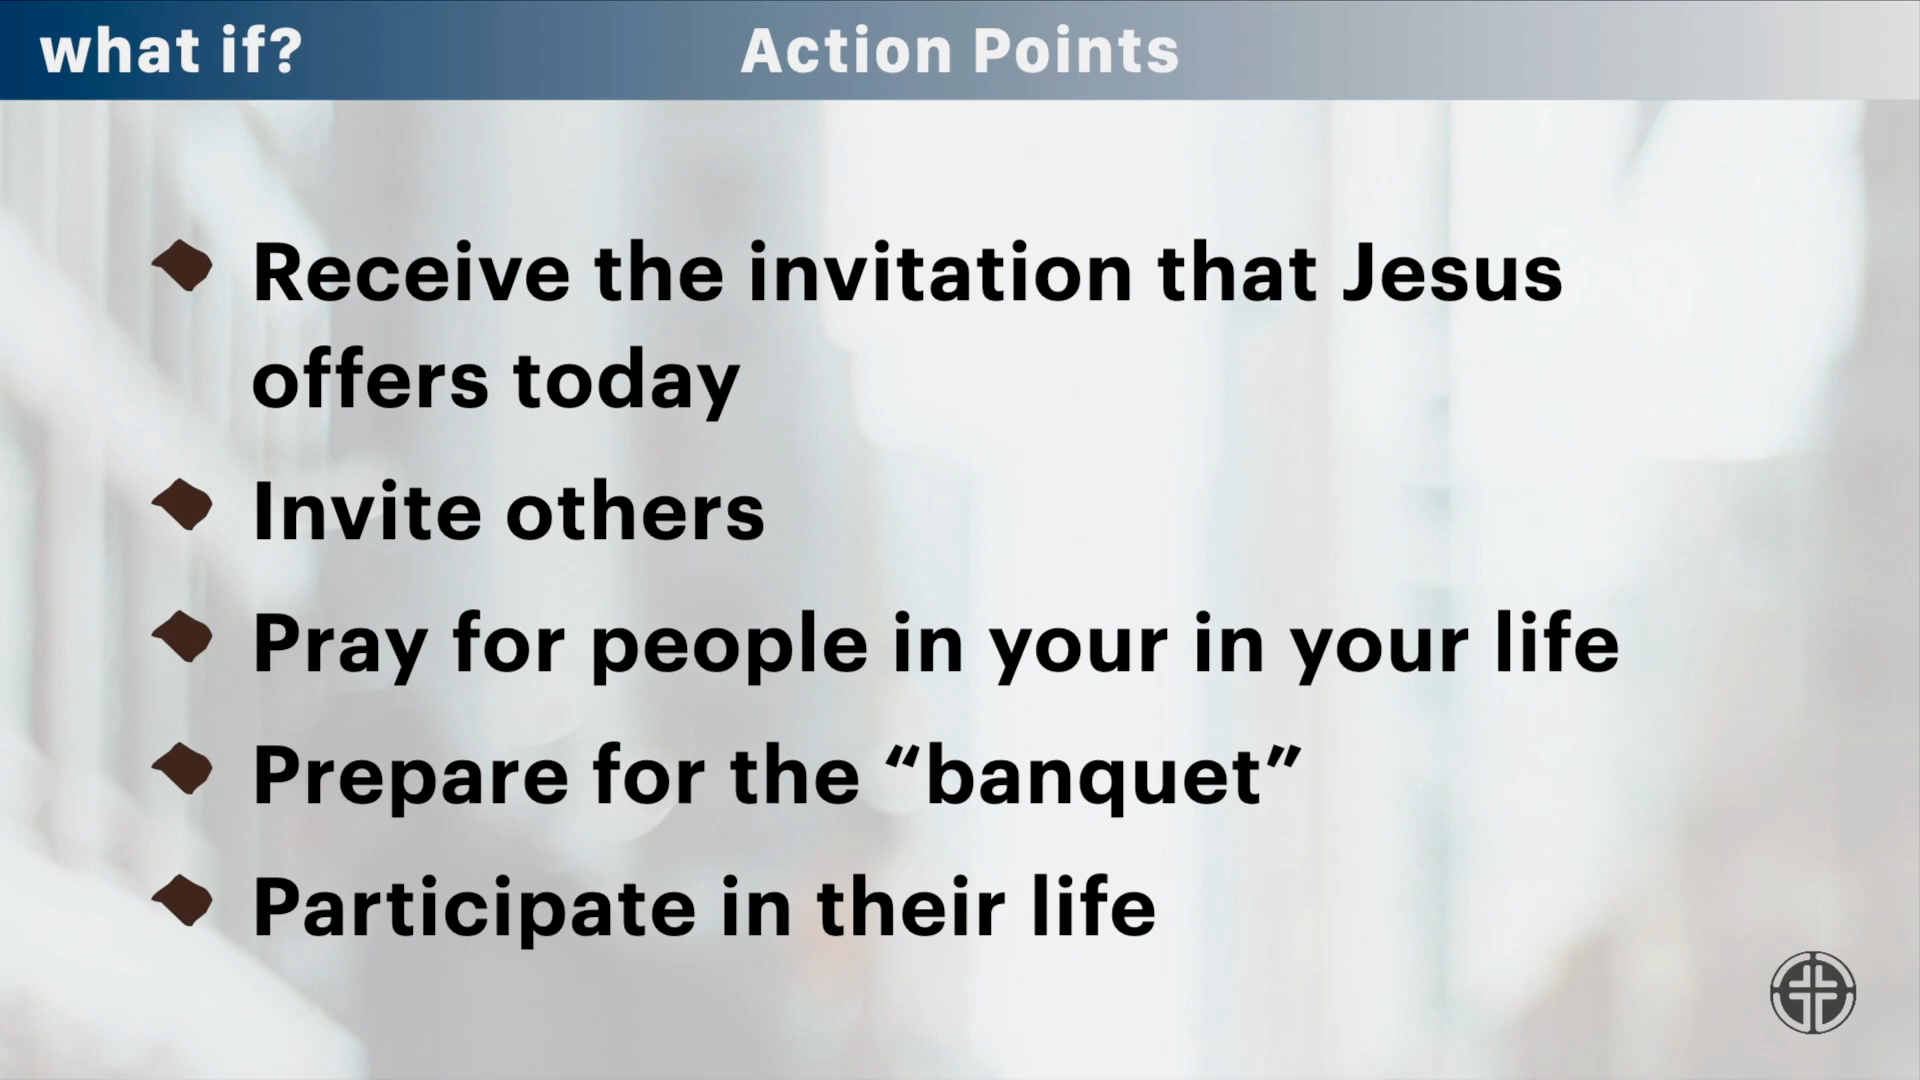 what if?
Action Points
Receive the invitation that Jesus
offers today
Invite others
Pray for people in your in your life
Prepare for the “banquet”
Participate in their life